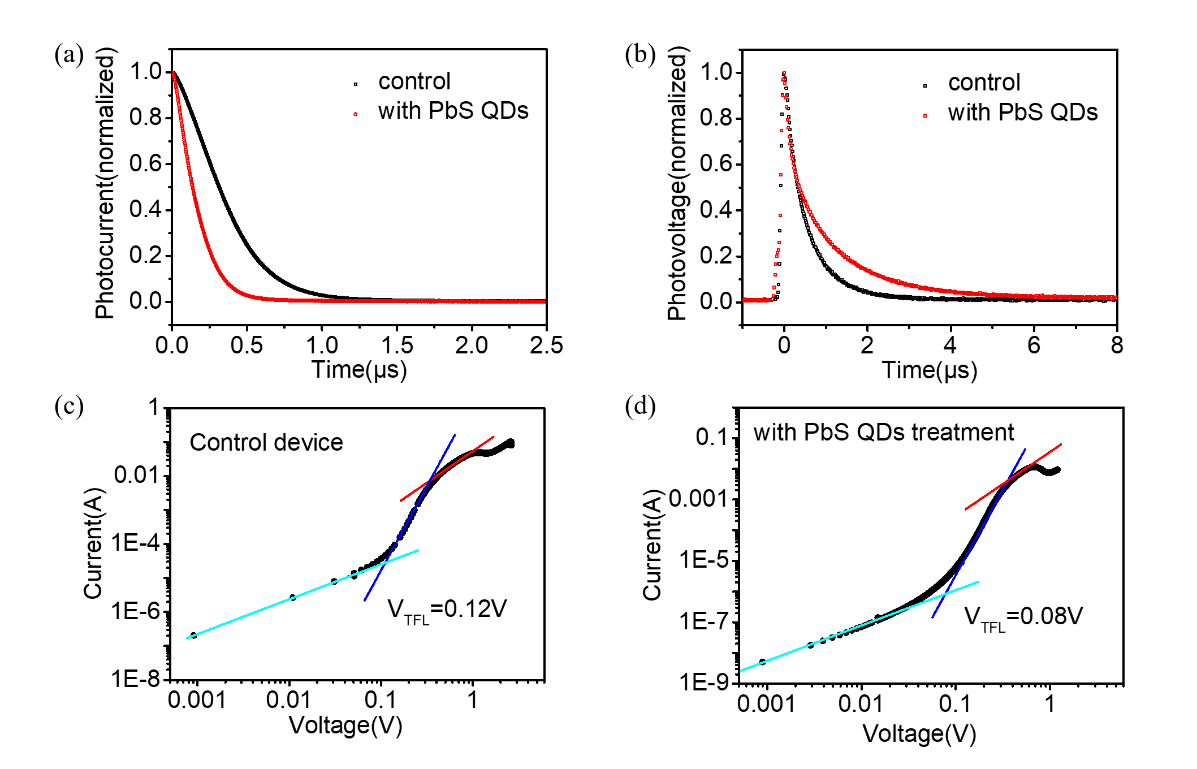 (a)
Photocurrent(normalized)
1.0
0.8
0.6
0.4
0.2
0.0
control
with PbS QDs
0.0 0.5 1.0 1.5 2.0 2.5
Time(µs)
(b)
Photovoltage(normalized)
1.0
0.8
0.6
0.4
0.2
0.0
control
with PbS QDs
0 2 4 6 8
Time(µs)
(c)
Current(A)
1
0.01
1E-4
1E-6
1E-8
Control device
V_TFL=0.12V
0.001 0.01 0.1 1
Voltage(V)
(d)
Current(A)
0.1
0.001
1E-5
1E-7
1E-9
with PbS QDs treatment
V_TFL=0.08V
0.001 0.01 0.1 1
Voltage(V)